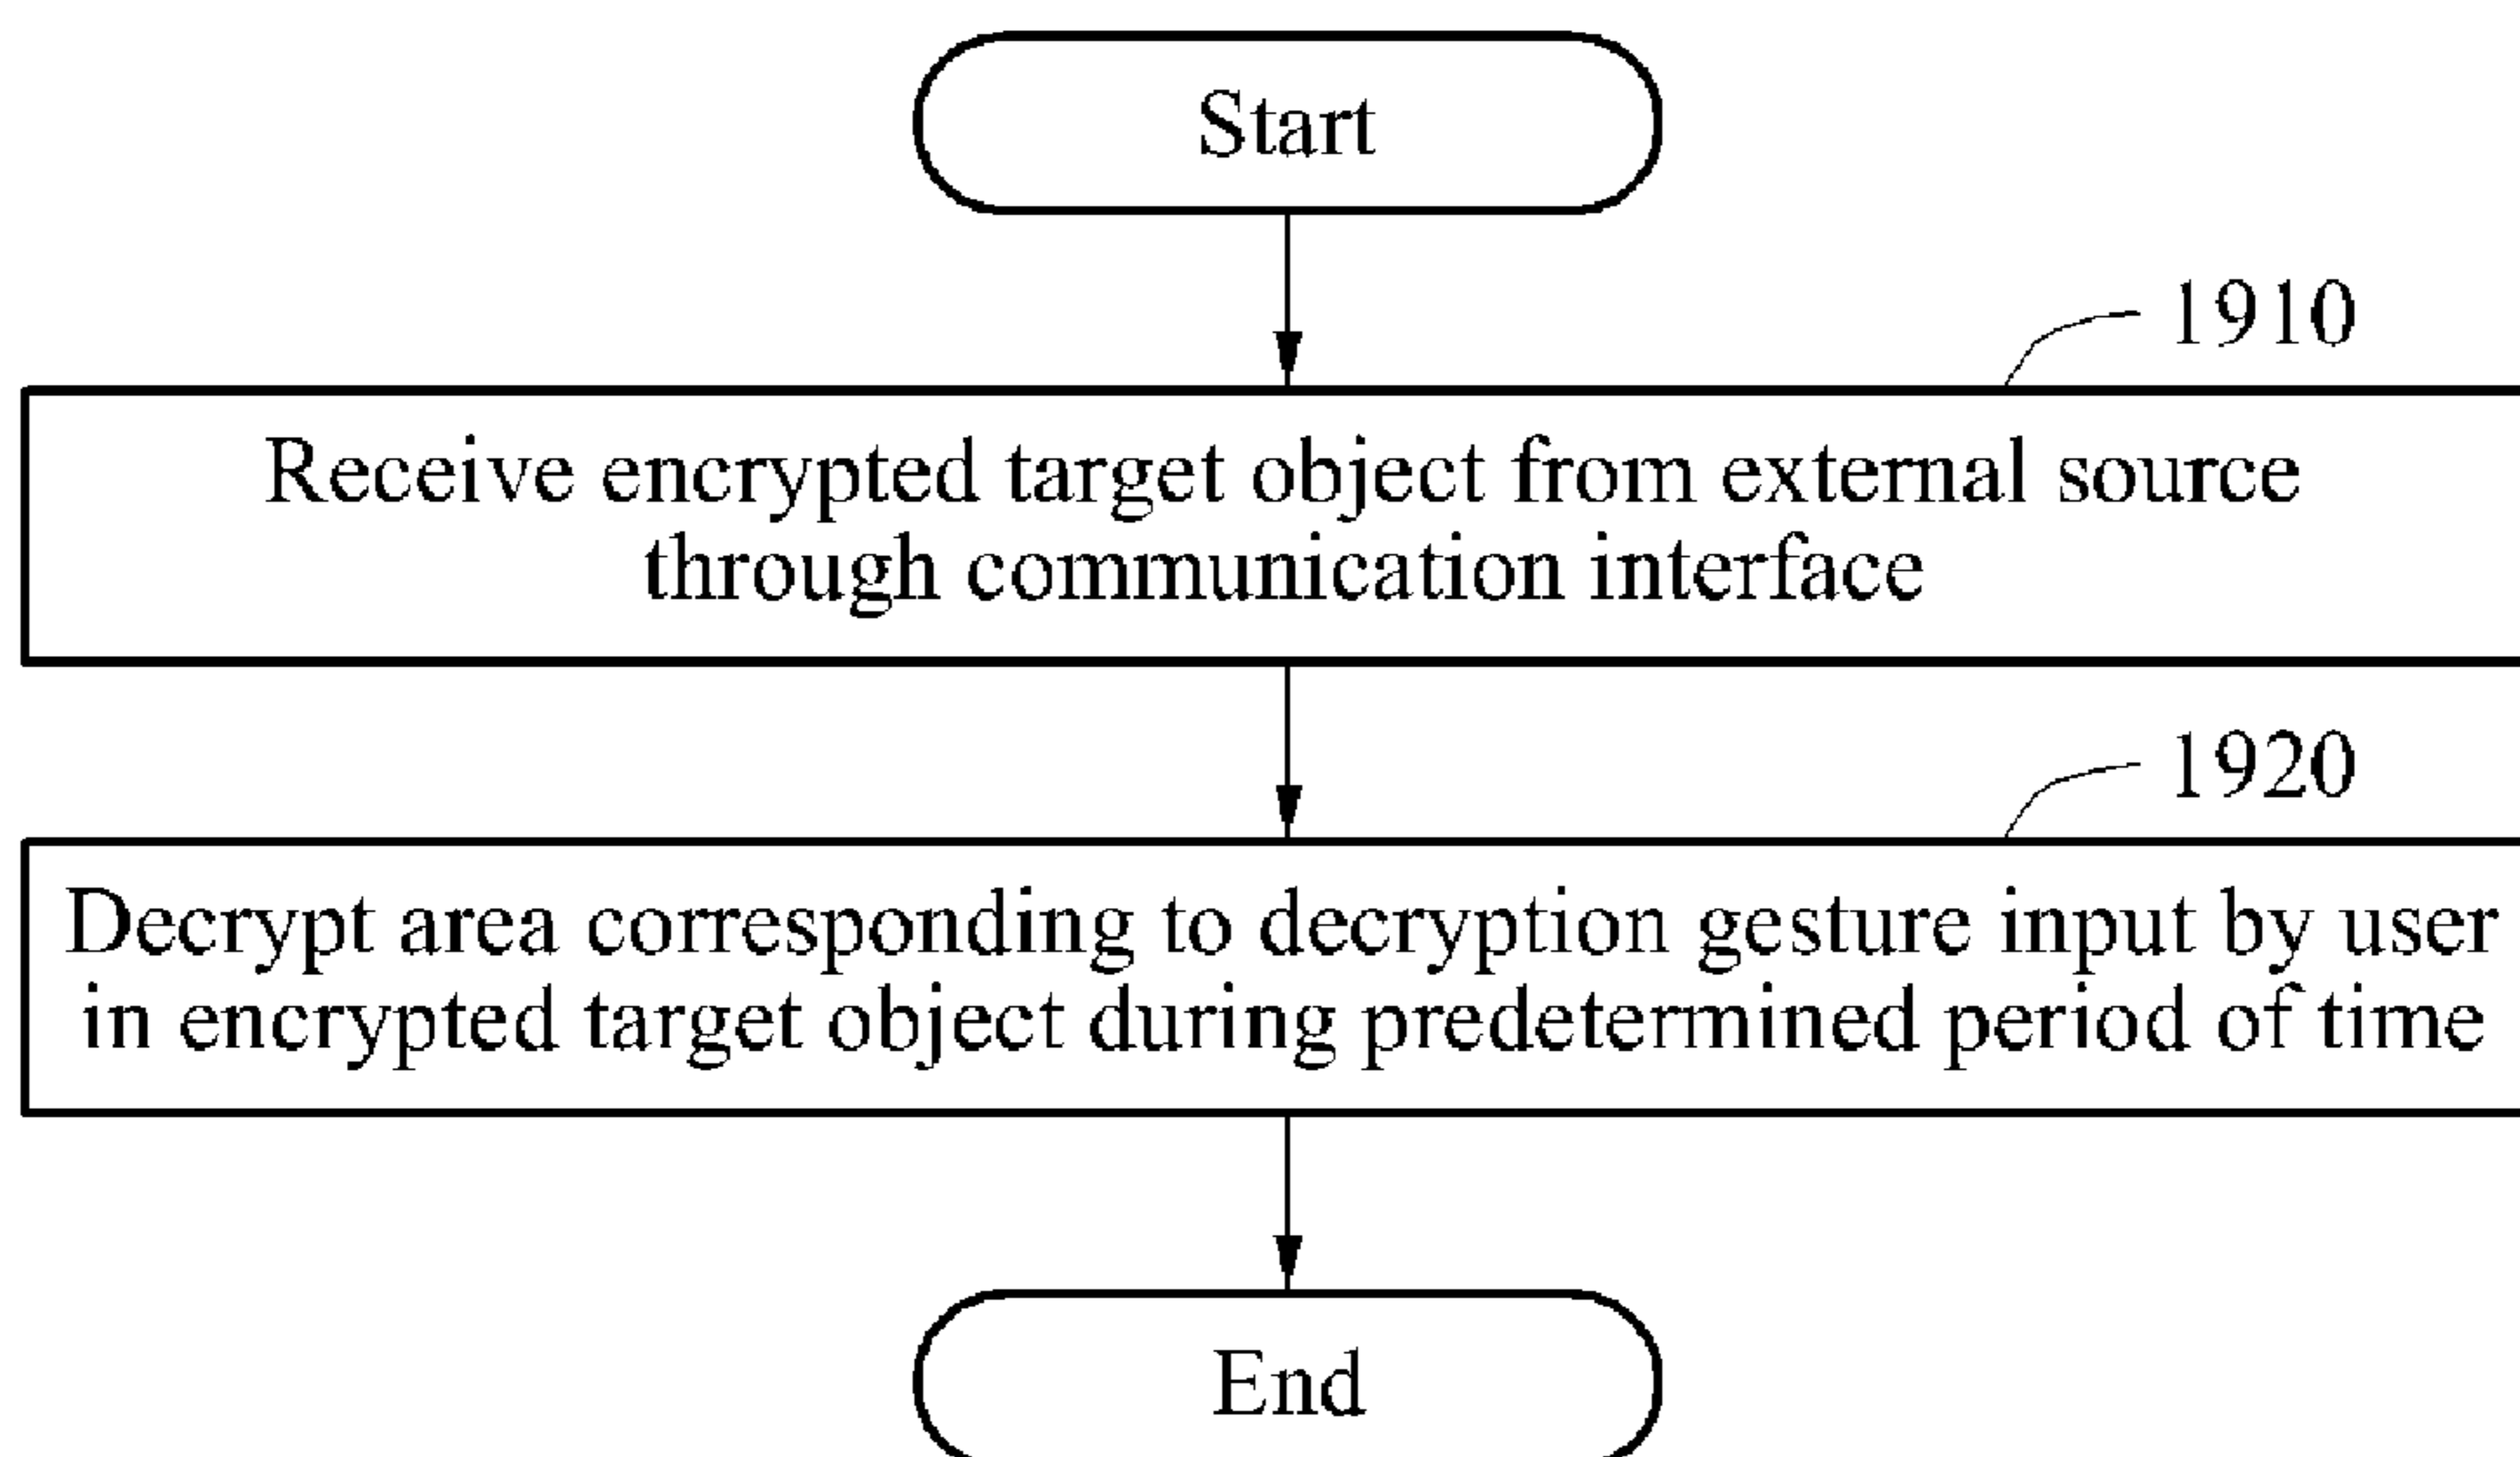 Start
1910
Receive encrypted target object from external source
through communication interface
1920
Decrypt area corresponding to decryption gesture input by user
in encrypted target object during predetermined period of time
End